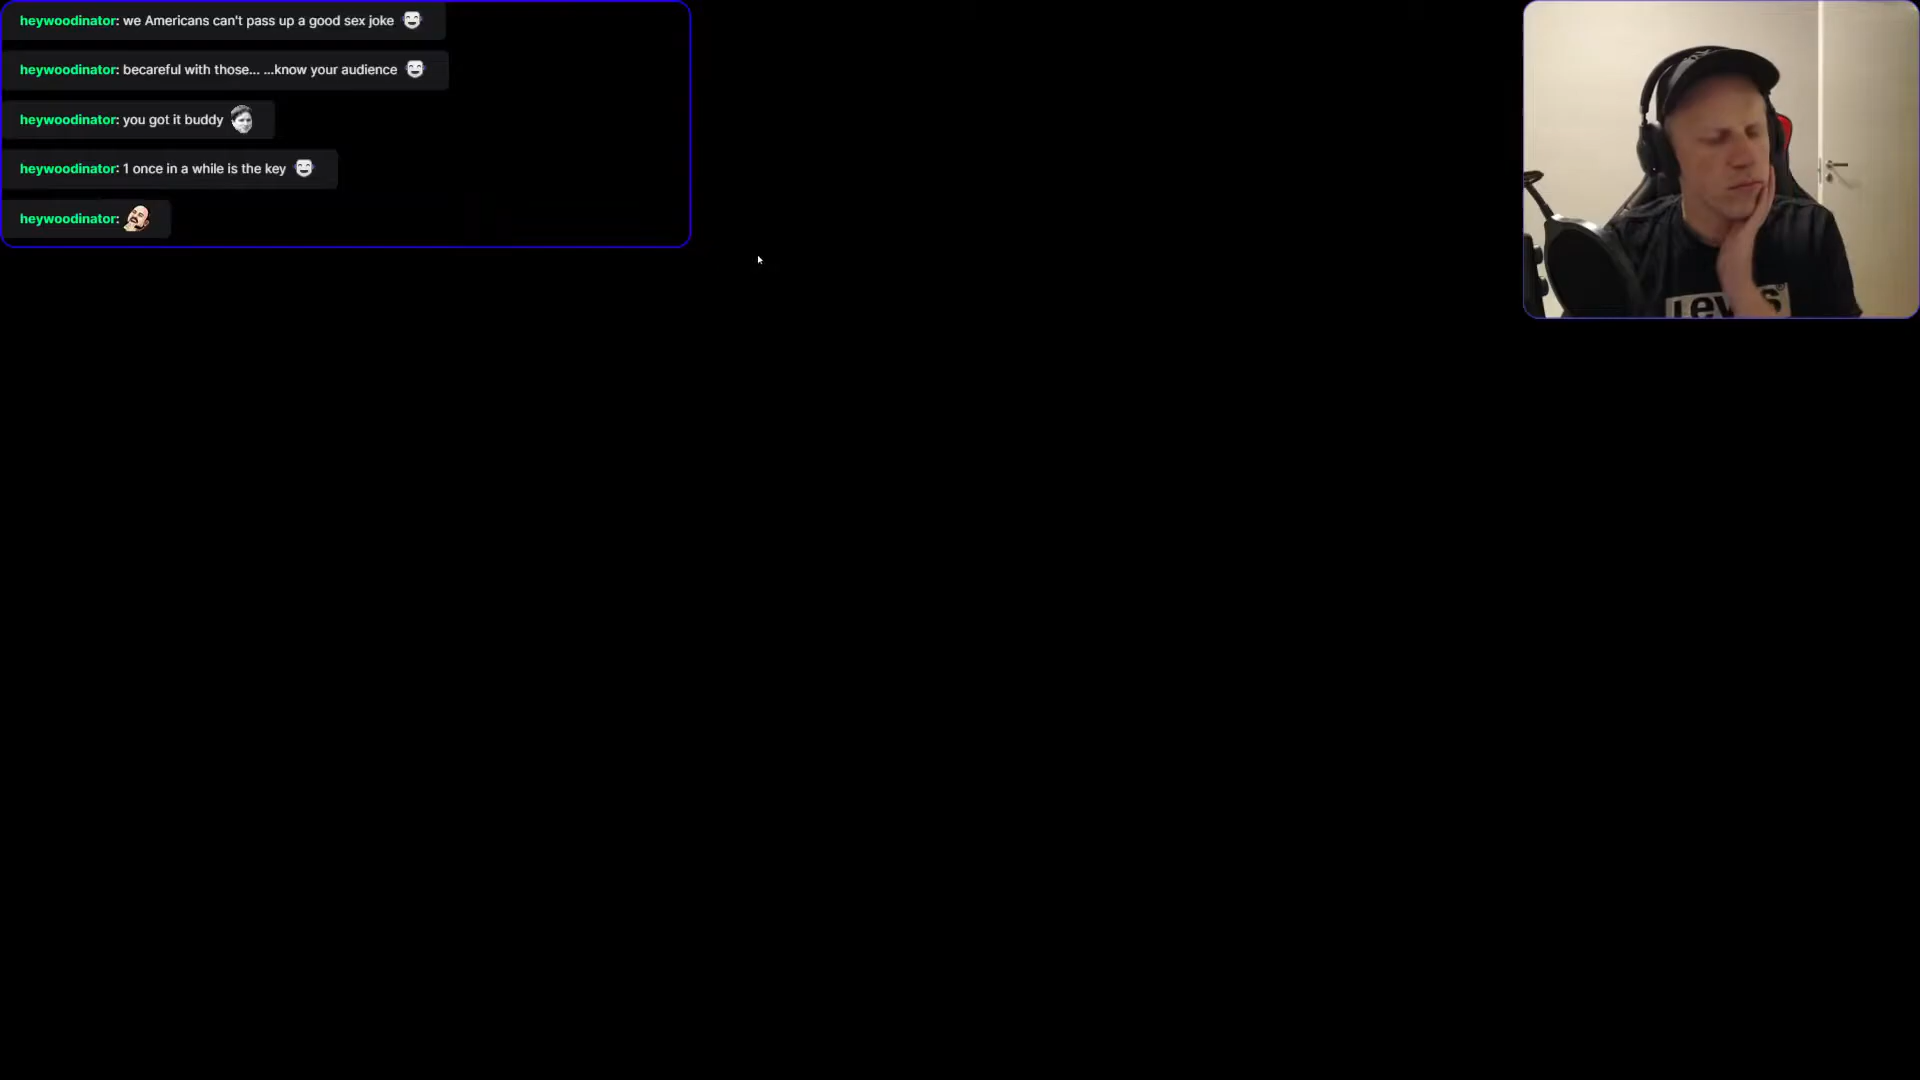 heywoodinator: we Americans can't pass up a good sex joke
heywoodinator: becareful with those... ...know your audience
heywoodinator: you got it buddy
heywoodinator: 1 once in a while is the key
heywoodinator:
Levi's